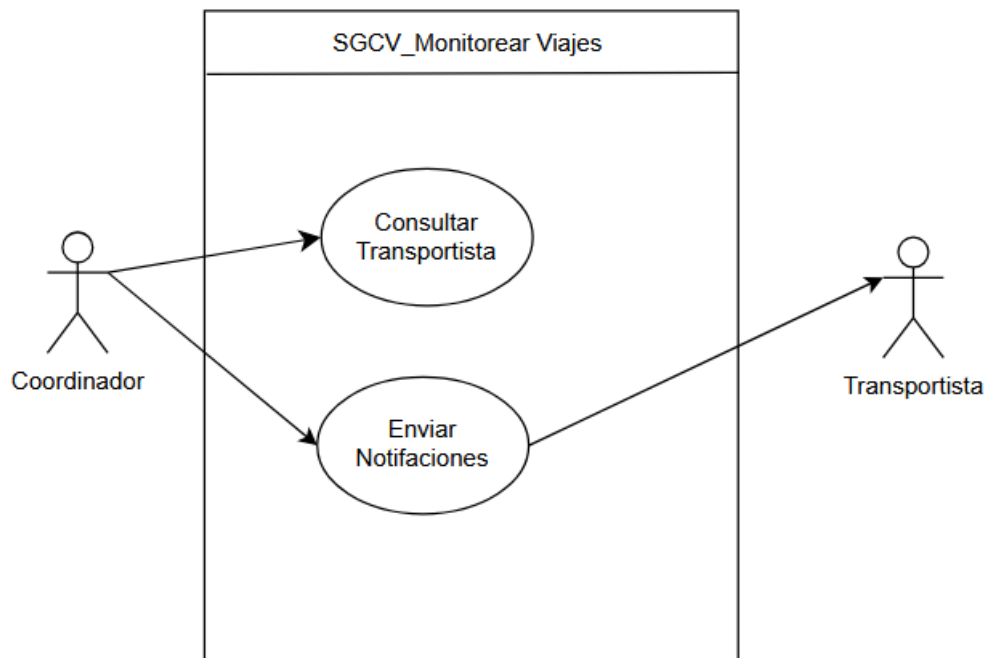 SGCV_Monitorear Viajes
Consultar
Transportista
Coordinador
Transportista
Enviar
Notifaciones